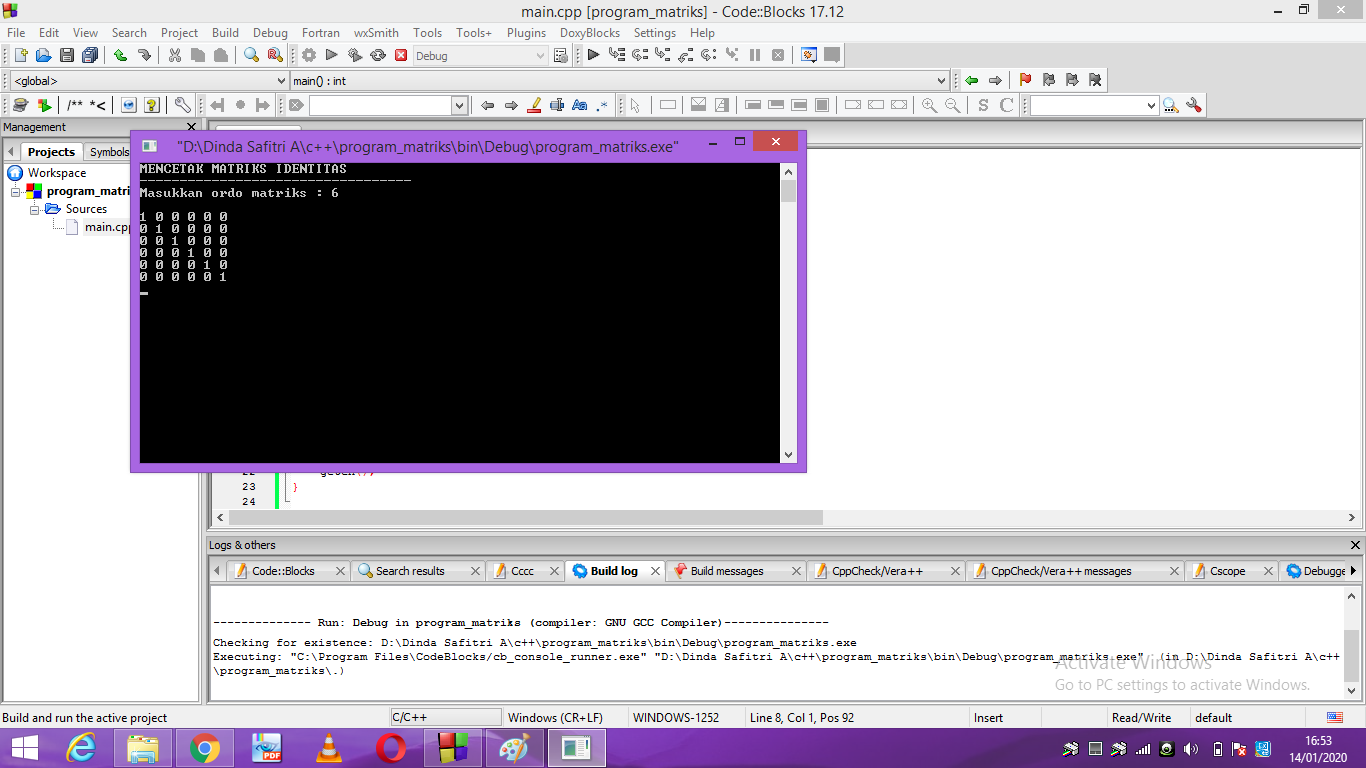 main.cpp [program_matriks] - Code::Blocks 17.12
File Edit View Search Project Build Debug Fortran wxSmith Tools Tools+ Plugins DoxyBlocks Settings Help
Debug
<global> main() : int
/** *< Aa .* S C
Management
Projects Symbols
Workspace
program_matri
Sources
main.cpp
"D:\Dinda Safitri A\c++\program_matriks\bin\Debug\program_matriks.exe"
MENCETAK MATRIKS IDENTITAS
----------------------------------
Masukkan ordo matriks : 6
1 0 0 0 0 0
0 1 0 0 0 0
0 0 1 0 0 0
0 0 0 1 0 0
0 0 0 0 1 0
0 0 0 0 0 1
23 }
24
Logs & others
Code::Blocks Search results Cccc Build log Build messages CppCheck/Vera++ CppCheck/Vera++ messages Cscope Debugge
-------------- Run: Debug in program_matriks (compiler: GNU GCC Compiler)---------------
Checking for existence: D:\Dinda Safitri A\c++\program_matriks\bin\Debug\program_matriks.exe
Executing: "C:\Program Files\CodeBlocks/cb_console_runner.exe" "D:\Dinda Safitri A\c++\program_matriks\bin\Debug\program_matriks.exe" (in D:\Dinda Safitri A\c++
\program_matriks\.)
Activate Windows
Go to PC settings to activate Windows.
Build and run the active project C/C++ Windows (CR+LF) WINDOWS-1252 Line 8, Col 1, Pos 92 Insert Read/Write default
PDF
16:53
14/01/2020